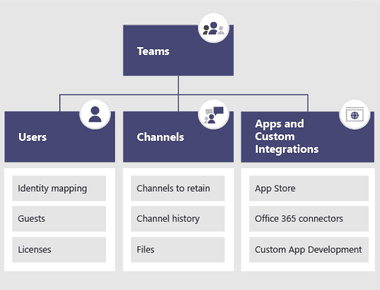 Teams
Users
Channels
Apps and
Custom
Integrations
Identity mapping
Guests
Licenses
Channels to retain
Channel history
Files
App Store
Office 365 connectors
Custom App Development